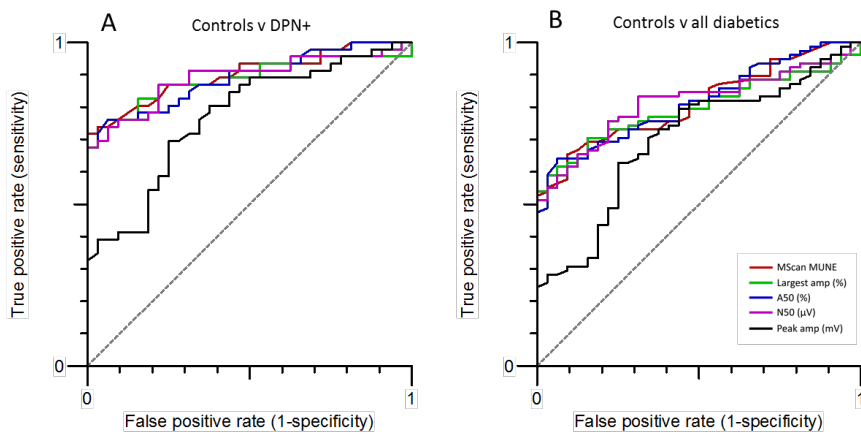 A
Controls v DPN+
1
True positive rate (sensitivity)
0
0
1
False positive rate (1-specificity)
B
Controls v all diabetics
1
True positive rate (sensitivity)
0
0
1
False positive rate (1-specificity)
MScan MUNE
Largest amp (%)
A50 (%)
N50 (µV)
Peak amp (mV)